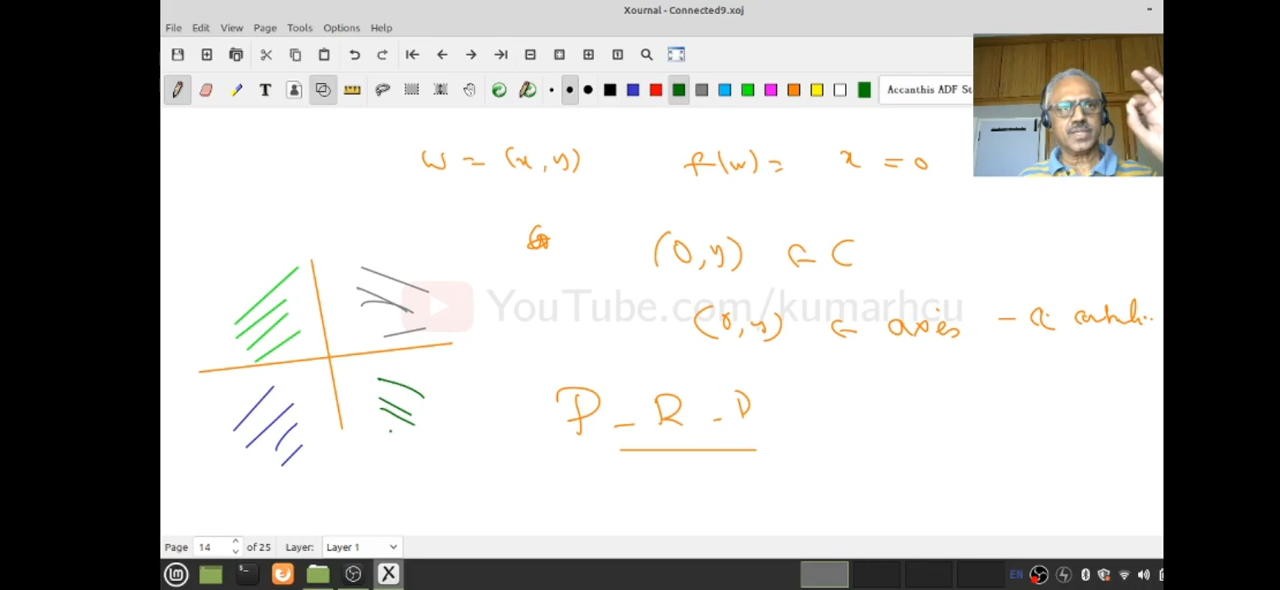 Xournal - Connected9.xoj
File Edit View Page Tools Options Help
T
Accanthis ADF St
w = (x, y) f(w) = x = 0
(0, y) ∈ C
YouTube.com/kumarhcu
(0, y) ∈ axes - a
P - R - D
Page 14 of 25 Layer: Layer 1
EN